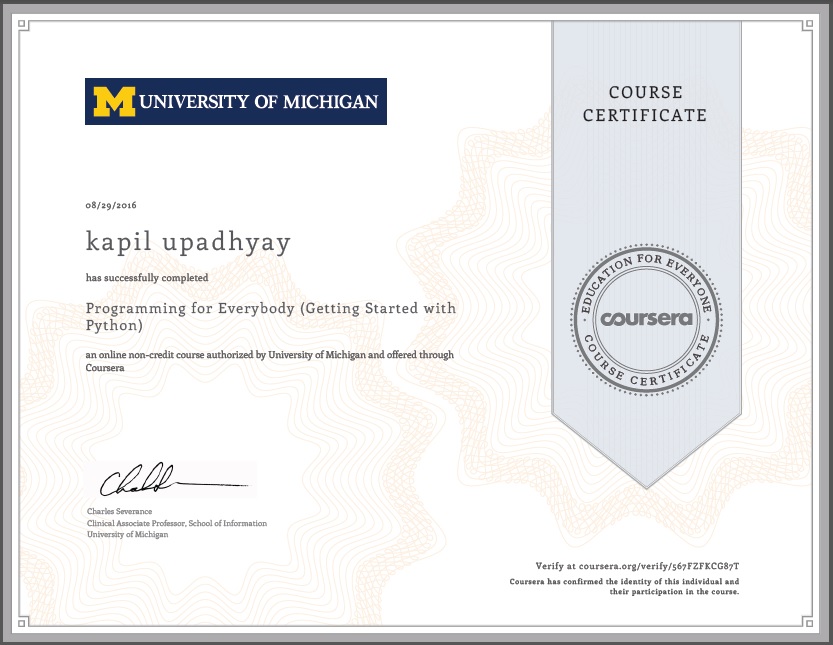 M UNIVERSITY OF MICHIGAN
COURSE
CERTIFICATE
08/29/2016
kapil upadhyay
has successfully completed
Programming for Everybody (Getting Started with
Python)
an online non-credit course authorized by University of Michigan and offered through
Coursera
EDUCATION FOR EVERYONE
coursera
COURSE CERTIFICATE
Charles Severance
Clinical Associate Professor, School of Information
University of Michigan
Verify at coursera.org/verify/567FZFKCG87T
Coursera has confirmed the identity of this individual and
their participation in the course.